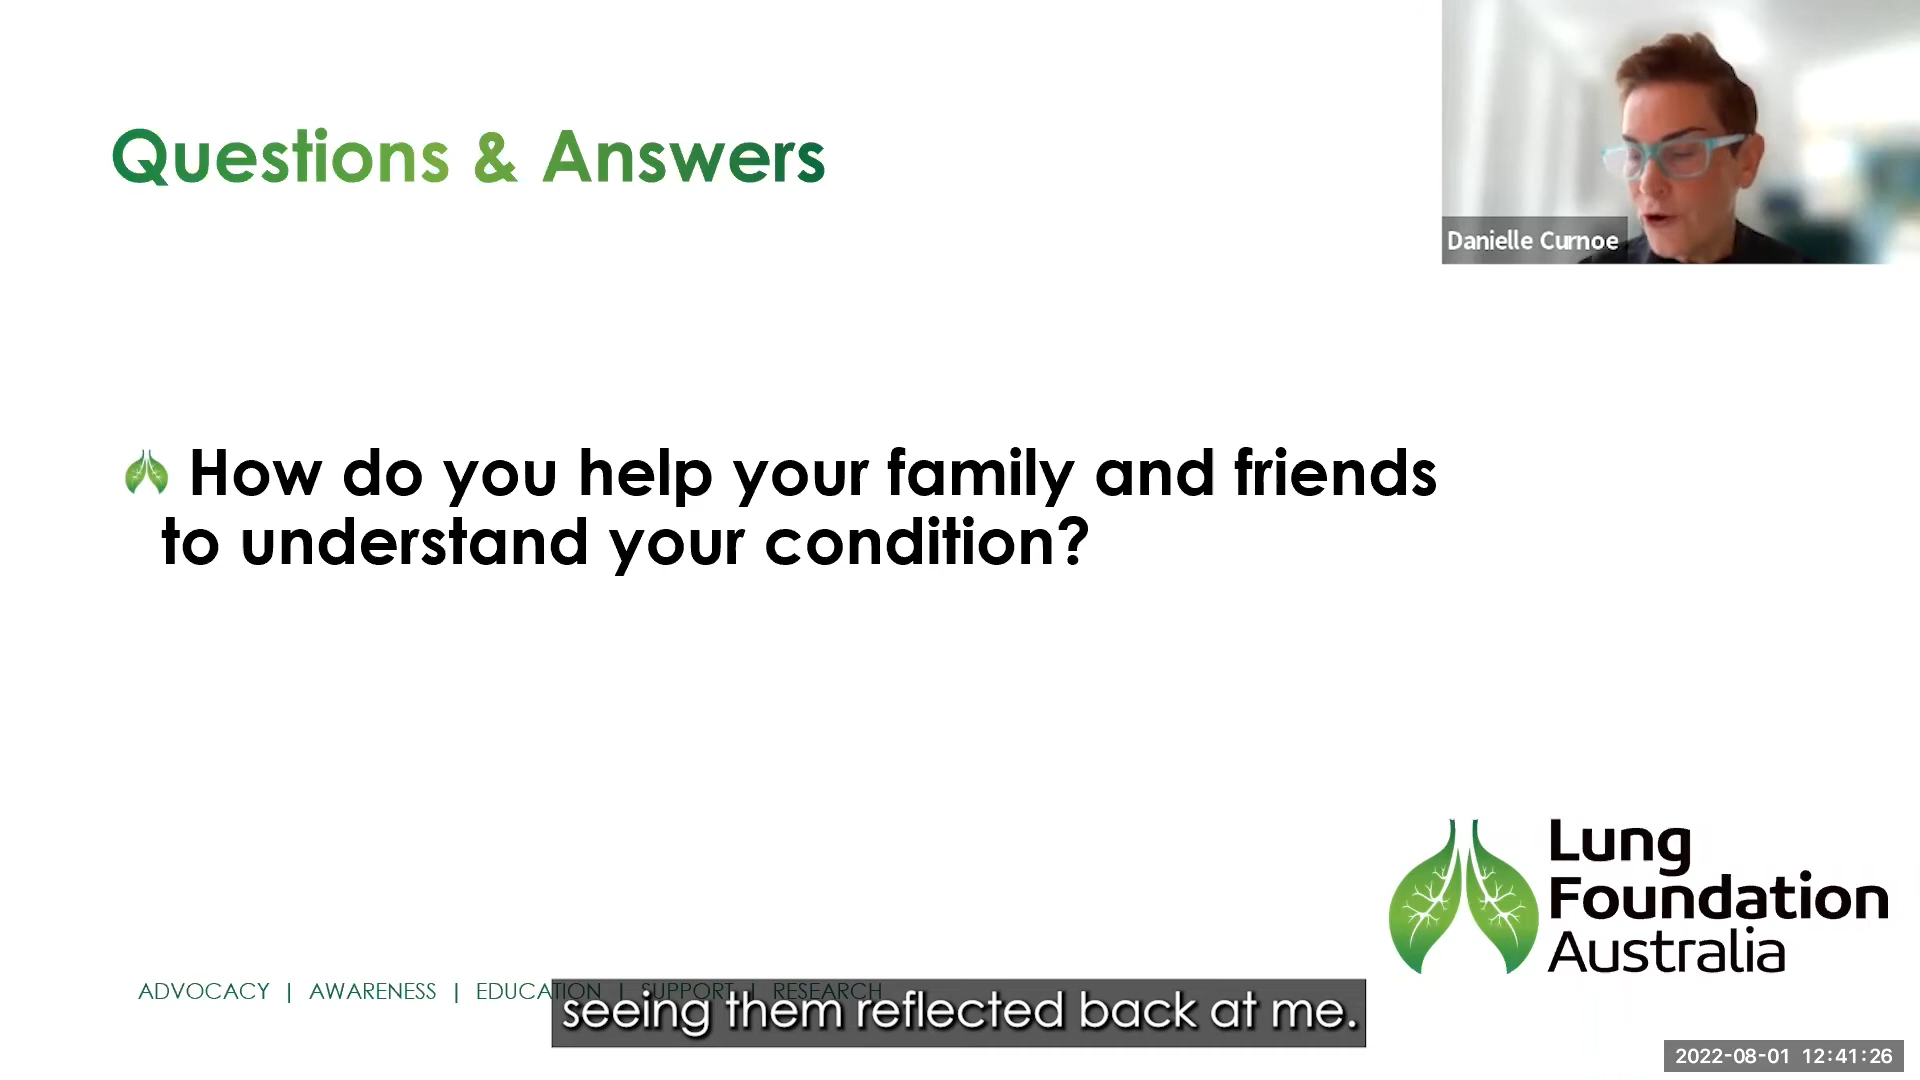 Questions & Answers
Danielle Curnoe
How do you help your family and friends
to understand your condition?
Lung
Foundation
Australia
ADVOCACY | AWARENESS | EDUCATION | SUPPORT | RESEARCH
seeing them reflected back at me.
2022-08-01 12:41:26